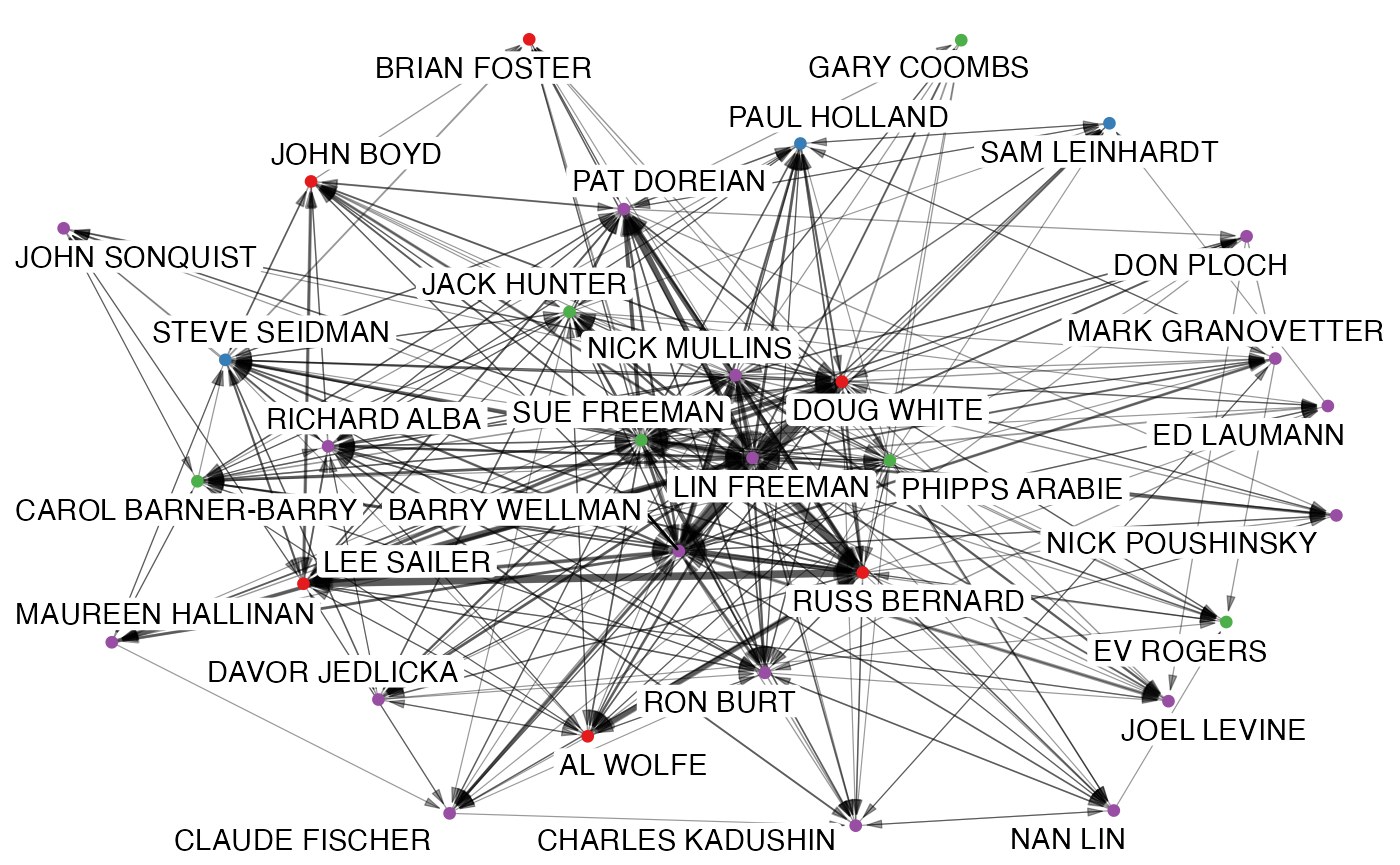 BRIAN FOSTER
GARY COOMBS
PAUL HOLLAND
JOHN BOYD
SAM LEINHARDT
PAT DOREIAN
JOHN SONQUIST
DON PLOCH
JACK HUNTER
STEVE SEIDMAN
MARK GRANOVETTER
NICK MULLINS
RICHARD ALBA
SUE FREEMAN
DOUG WHITE
ED LAUMANN
LIN FREEMAN
PHIPPS ARABIE
CAROL BARNER-BARRY
BARRY WELLMAN
NICK POUSHINSKY
LEE SAILER
RUSS BERNARD
MAUREEN HALLINAN
EV ROGERS
DAVOR JEDLICKA
RON BURT
JOEL LEVINE
AL WOLFE
CLAUDE FISCHER
CHARLES KADUSHIN
NAN LIN